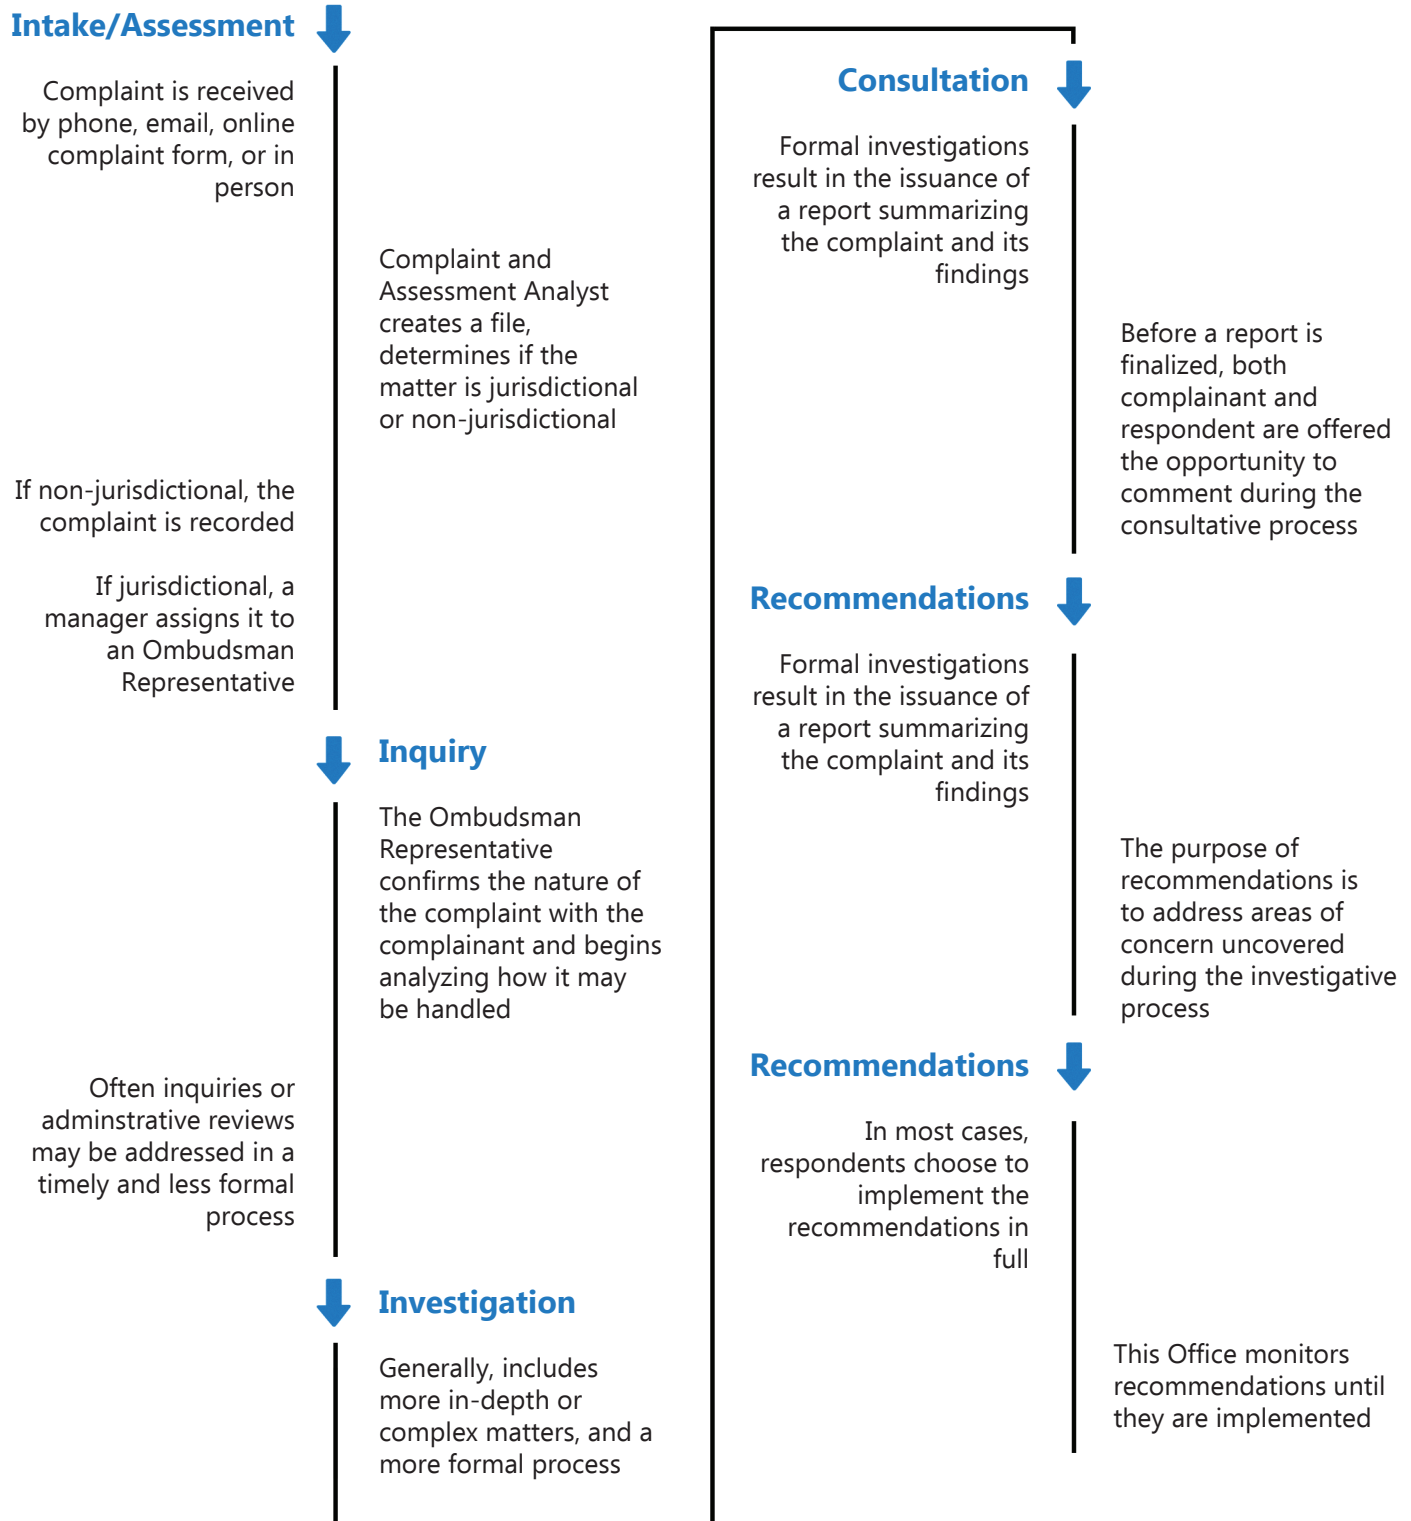 Intake/Assessment
Complaint is received
by phone, email, online
complaint form, or in
person
Complaint and
Assessment Analyst
creates a file,
determines if the
matter is jurisdictional
or non-jurisdictional
If non-jurisdictional, the
complaint is recorded
If jurisdictional, a
manager assigns it to
an Ombudsman
Representative
Inquiry
The Ombudsman
Representative
confirms the nature of
the complaint with the
complainant and begins
analyzing how it may
be handled
Often inquiries or
adminstrative reviews
may be addressed in a
timely and less formal
process
Investigation
Generally, includes
more in-depth or
complex matters, and a
more formal process
Consultation
Formal investigations
result in the issuance of
a report summarizing
the complaint and its
findings
Before a report is
finalized, both
complainant and
respondent are offered
the opportunity to
comment during the
consultative process
Recommendations
Formal investigations
result in the issuance of
a report summarizing
the complaint and its
findings
The purpose of
recommendations is
to address areas of
concern uncovered
during the investigative
process
Recommendations
In most cases,
respondents choose to
implement the
recommendations in
full
This Office monitors
recommendations until
they are implemented